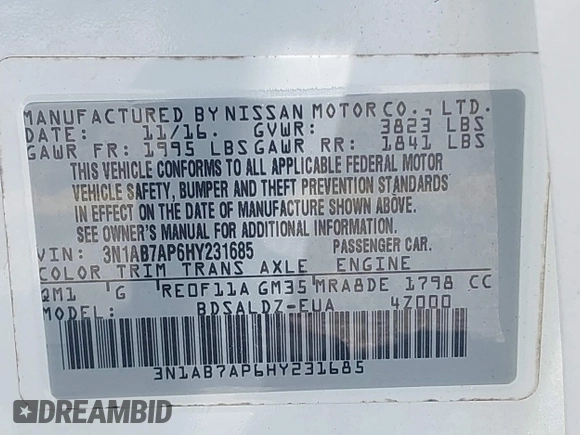 MANUFACTURED BY NISSAN MOTOR CO., LTD.
DATE: 11/16. GVWR: 3823 LBS
GAWR FR: 1995 LBS GAWR RR: 1841 LBS
THIS VEHICLE CONFORMS TO ALL APPLICABLE FEDERAL MOTOR
VEHICLE SAFETY, BUMPER AND THEFT PREVENTION STANDARDS
IN EFFECT ON THE DATE OF MANUFACTURE SHOWN ABOVE.
SEE OWNER'S MANUAL FOR ADDITIONAL INFORMATION.
VIN: 3N1AB7AP6HY231685 PASSENGER CAR.
COLOR TRIM TRANS AXLE ENGINE
QM1 G RE0F11A GM35 MRA8DE 1798 CC
MODEL: BDSALDZ-EUA 4Z000
3N1AB7AP6HY231685
DREAMBID